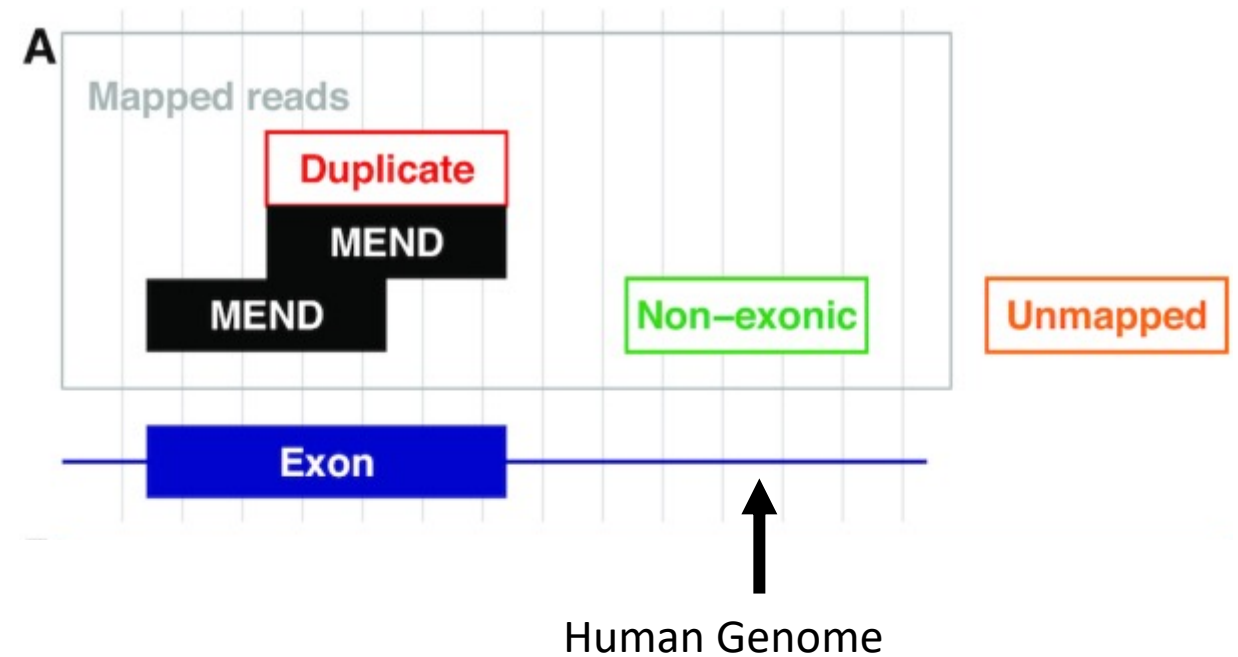 A
Mapped reads
Duplicate
MEND
MEND
Non–exonic
Unmapped
Exon
Human Genome